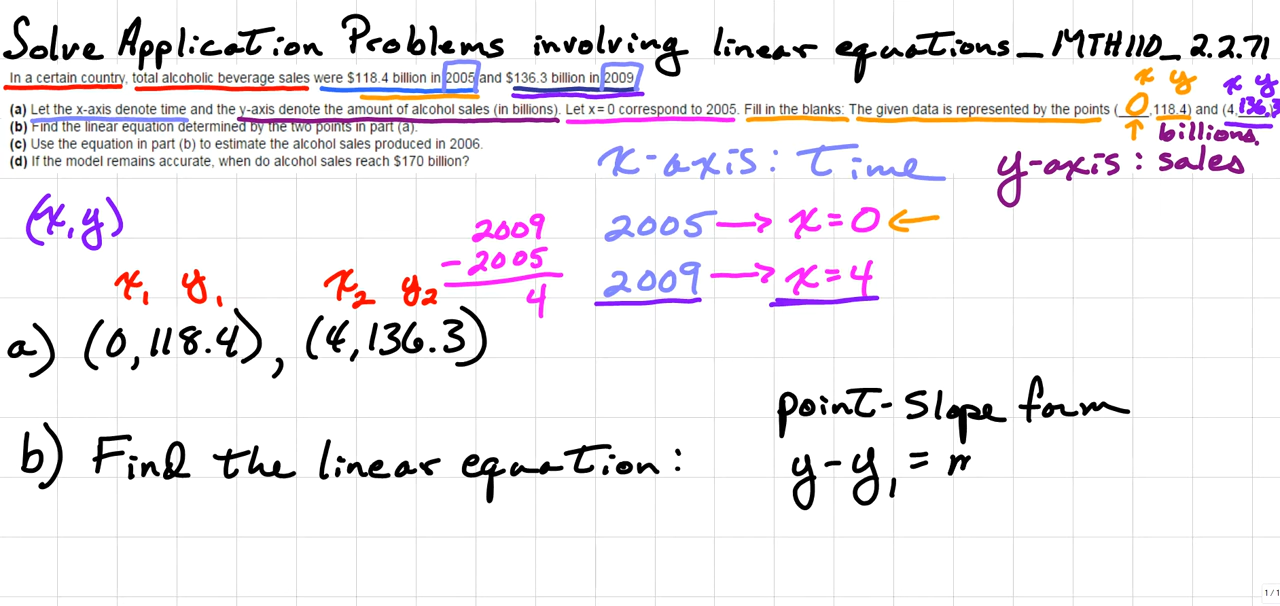 Solve Application Problems involving linear equations_MTH110_2.2.71
In a certain country, total alcoholic beverage sales were $118.4 billion in 2005 and $136.3 billion in 2009.
x y x y
(a) Let the x-axis denote time and the y-axis denote the amount of alcohol sales (in billions). Let x = 0 correspond to 2005. Fill in the blanks: The given data is represented by the points (0,118.4) and (4,136.3
(b) Find the linear equation determined by the two points in part (a).
(c) Use the equation in part (b) to estimate the alcohol sales produced in 2006.
(d) If the model remains accurate, when do alcohol sales reach $170 billion?
billions.
x-axis: Time y-axis: sales
(x,y)
2009 2005 → x=0 ←
- 2005
4 2009 → x=4
x₁ y₁ x₂ y₂
a) (0,118.4), (4,136.3)
point-slope form
b) Find the linear equation: y-y₁ = m
1/1